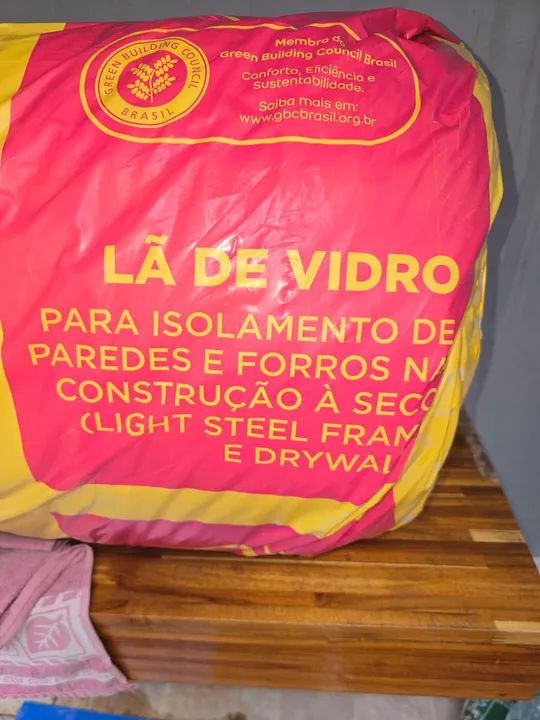 GREEN BUILDING COUNCIL
BRASIL
Membro do
Green Building Council Brasil
Conforto, Eficiência e
Sustentabilidade.
Saiba mais em:
www.gbcbrasil.org.br
LÃ DE VIDRO
PARA ISOLAMENTO DE
PAREDES E FORROS NA
CONSTRUÇÃO À SECO
(LIGHT STEEL FRAM
E DRYWAL